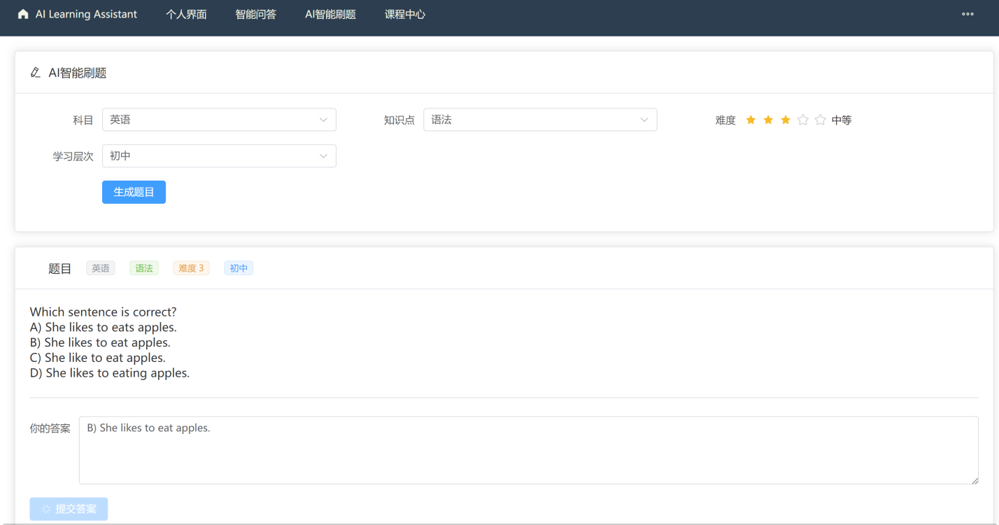 AI Learning Assistant 个人界面 智能问答 AI智能刷题 课程中心
AI智能刷题
科目 英语 知识点 语法 难度 中等
学习层次 初中
生成题目
题目 英语 语法 难度 3 初中
Which sentence is correct?
A) She likes to eats apples.
B) She likes to eat apples.
C) She like to eat apples.
D) She likes to eating apples.
你的答案 B) She likes to eat apples.
提交答案